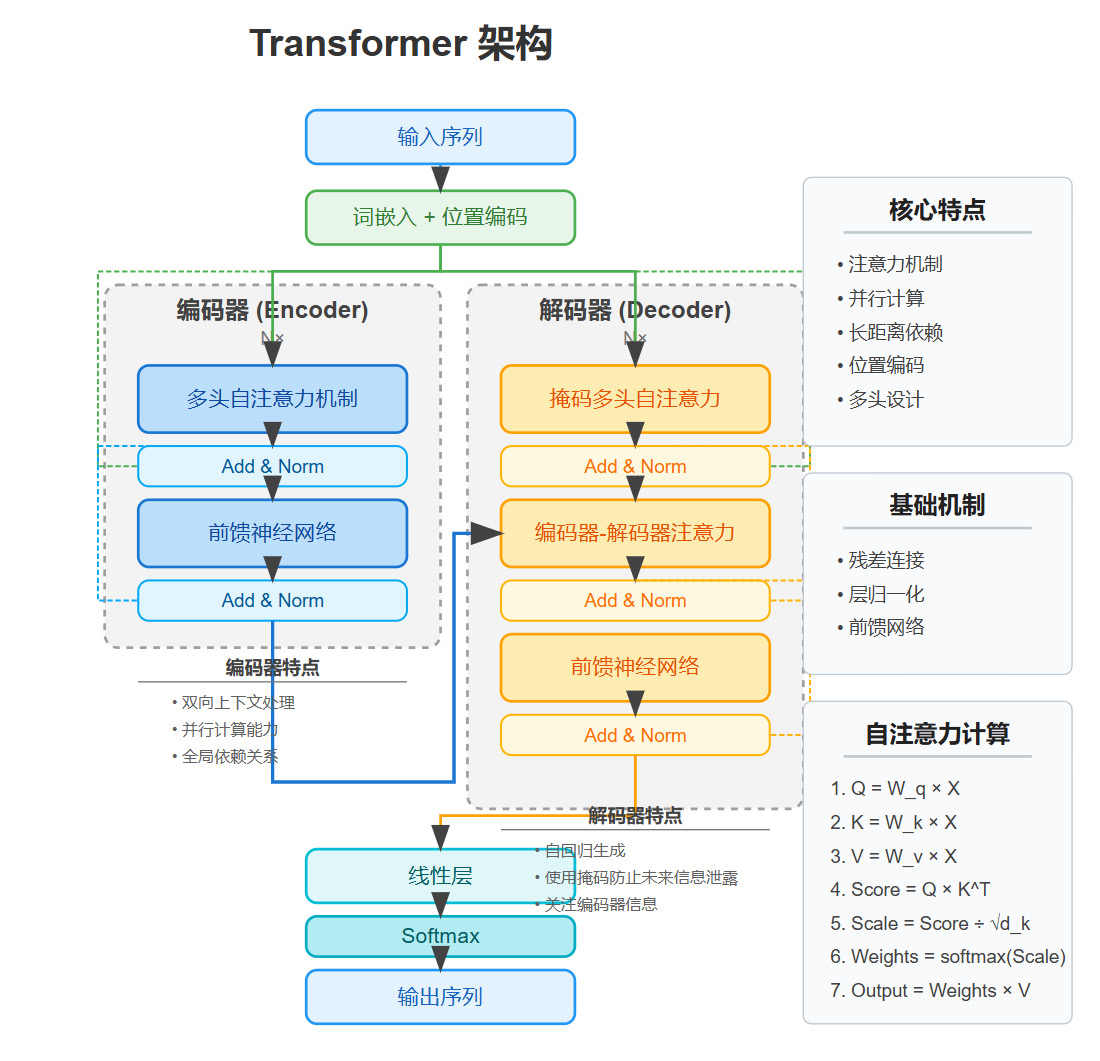 Transformer 架构
输入序列
词嵌入 + 位置编码
编码器 (Encoder)
N×
多头自注意力机制
Add & Norm
前馈神经网络
Add & Norm
编码器特点
• 双向上下文处理
• 并行计算能力
• 全局依赖关系
解码器 (Decoder)
N×
掩码多头自注意力
Add & Norm
编码器-解码器注意力
Add & Norm
前馈神经网络
Add & Norm
解码器特点
• 自回归生成
• 使用掩码防止未来信息泄露
• 关注编码器信息
线性层
Softmax
输出序列
核心特点
• 注意力机制
• 并行计算
• 长距离依赖
• 位置编码
• 多头设计
基础机制
• 残差连接
• 层归一化
• 前馈网络
自注意力计算
1. Q = W_q × X
2. K = W_k × X
3. V = W_v × X
4. Score = Q × K^T
5. Scale = Score ÷ √d_k
6. Weights = softmax(Scale)
7. Output = Weights × V